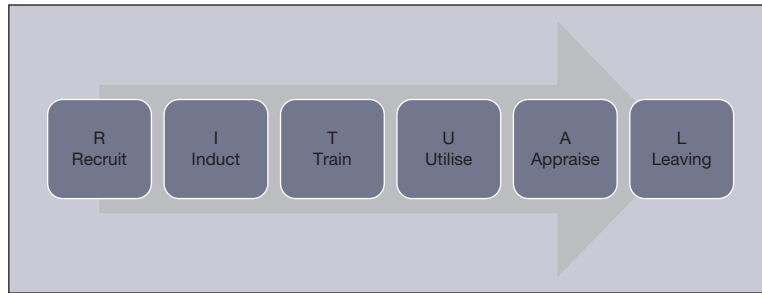 R
Recruit
I
Induct
T
Train
U
Utilise
A
Appraise
L
Leaving